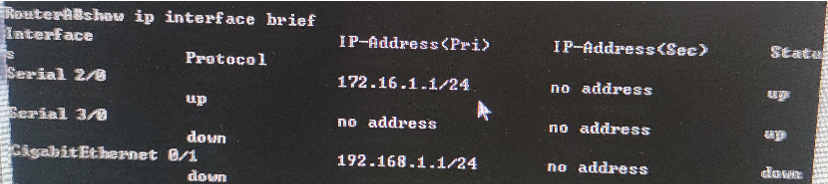 RouterA#show ip interface brief
Interface IP-Address(Pri) IP-Address(Sec) Statu
s Protocol
Serial 2/0 172.16.1.1/24 no address up
up
Serial 3/0 no address no address up
down
GigabitEthernet 0/1 192.168.1.1/24 no address down
down